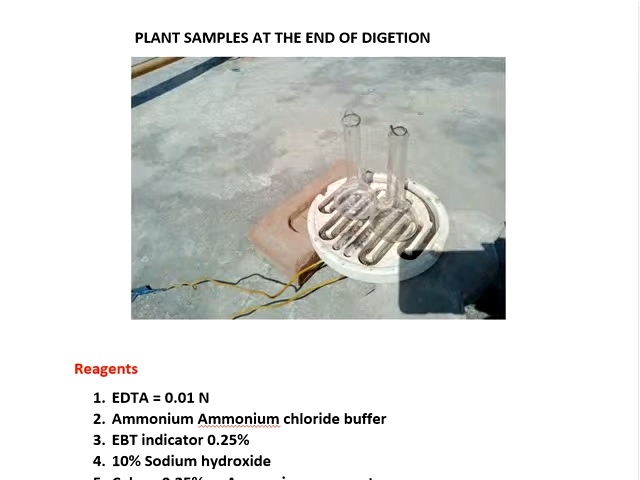 PLANT SAMPLES AT THE END OF DIGETION
Reagents
1. EDTA = 0.01 N
2. Ammonium Ammonium chloride buffer
3. EBT indicator 0.25%
4. 10% Sodium hydroxide